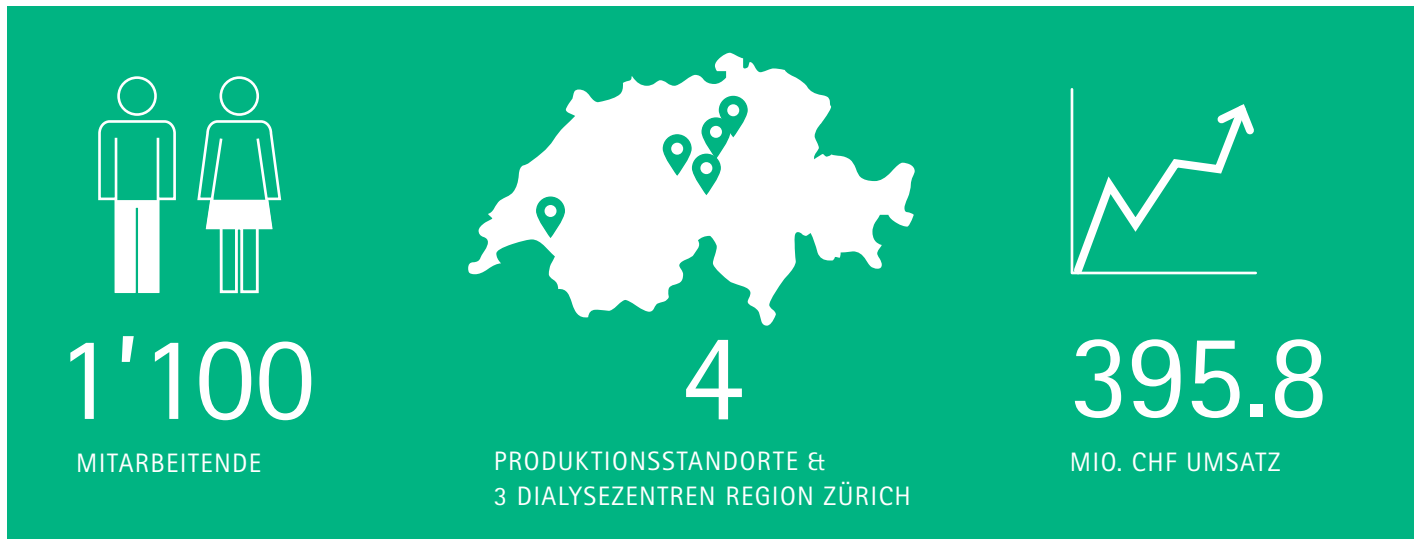 1'100
MITARBEITENDE
4
PRODUKTIONSSTANDORTE &
3 DIALYSEZENTREN REGION ZÜRICH
395.8
MIO. CHF UMSATZ